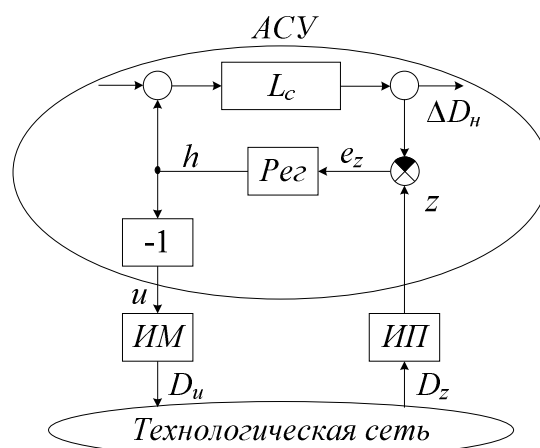 АСУ
L_c
ΔD_н
h
Рег
e_z
z
-1
u
ИМ
ИП
D_u
D_z
Технологическая сеть